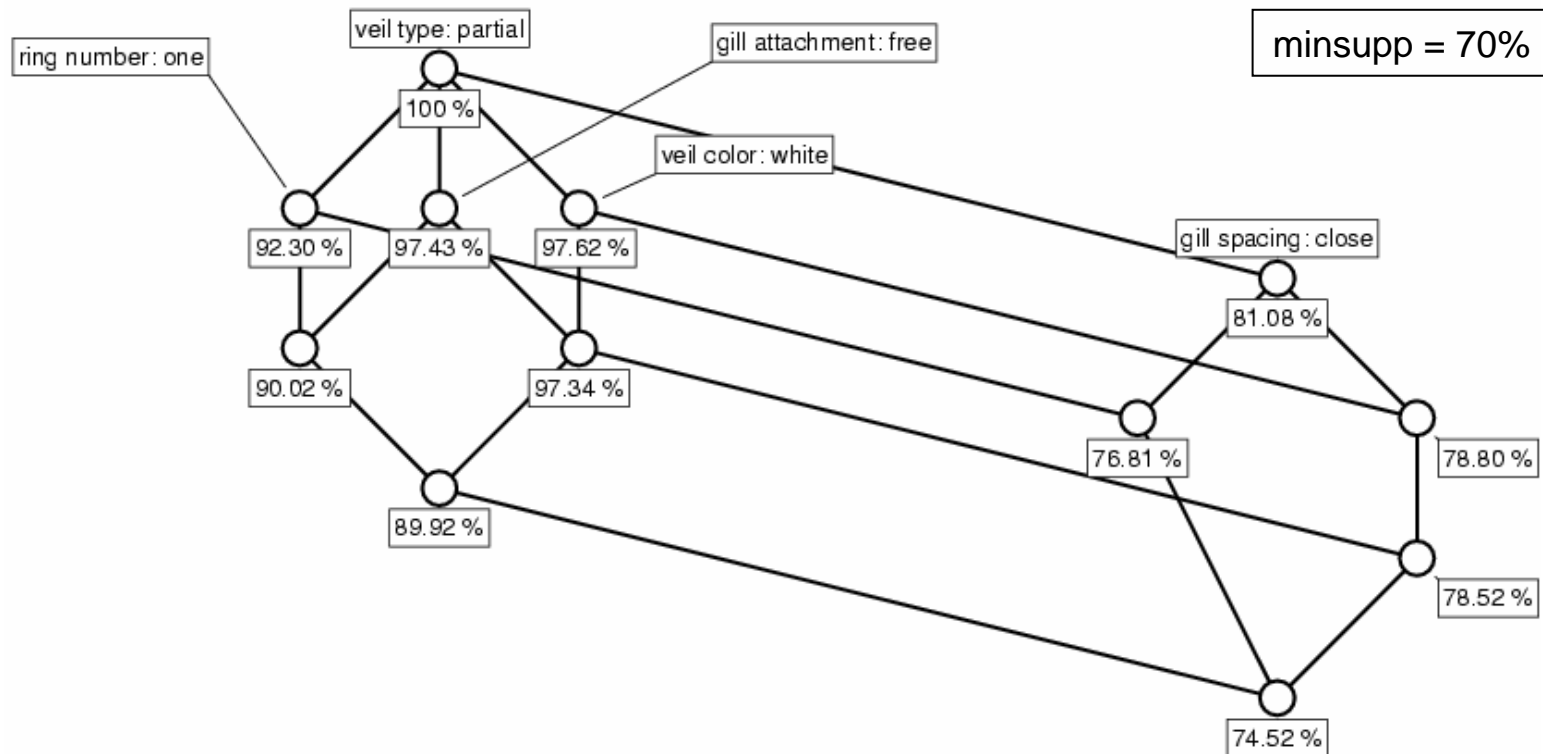 veil type: partial
minsupp = 70%
ring number: one
gill attachment: free
100 %
veil color: white
92.30 %
97.43 %
97.62 %
gill spacing: close
81.08 %
90.02 %
97.34 %
76.81 %
78.80 %
89.92 %
78.52 %
74.52 %